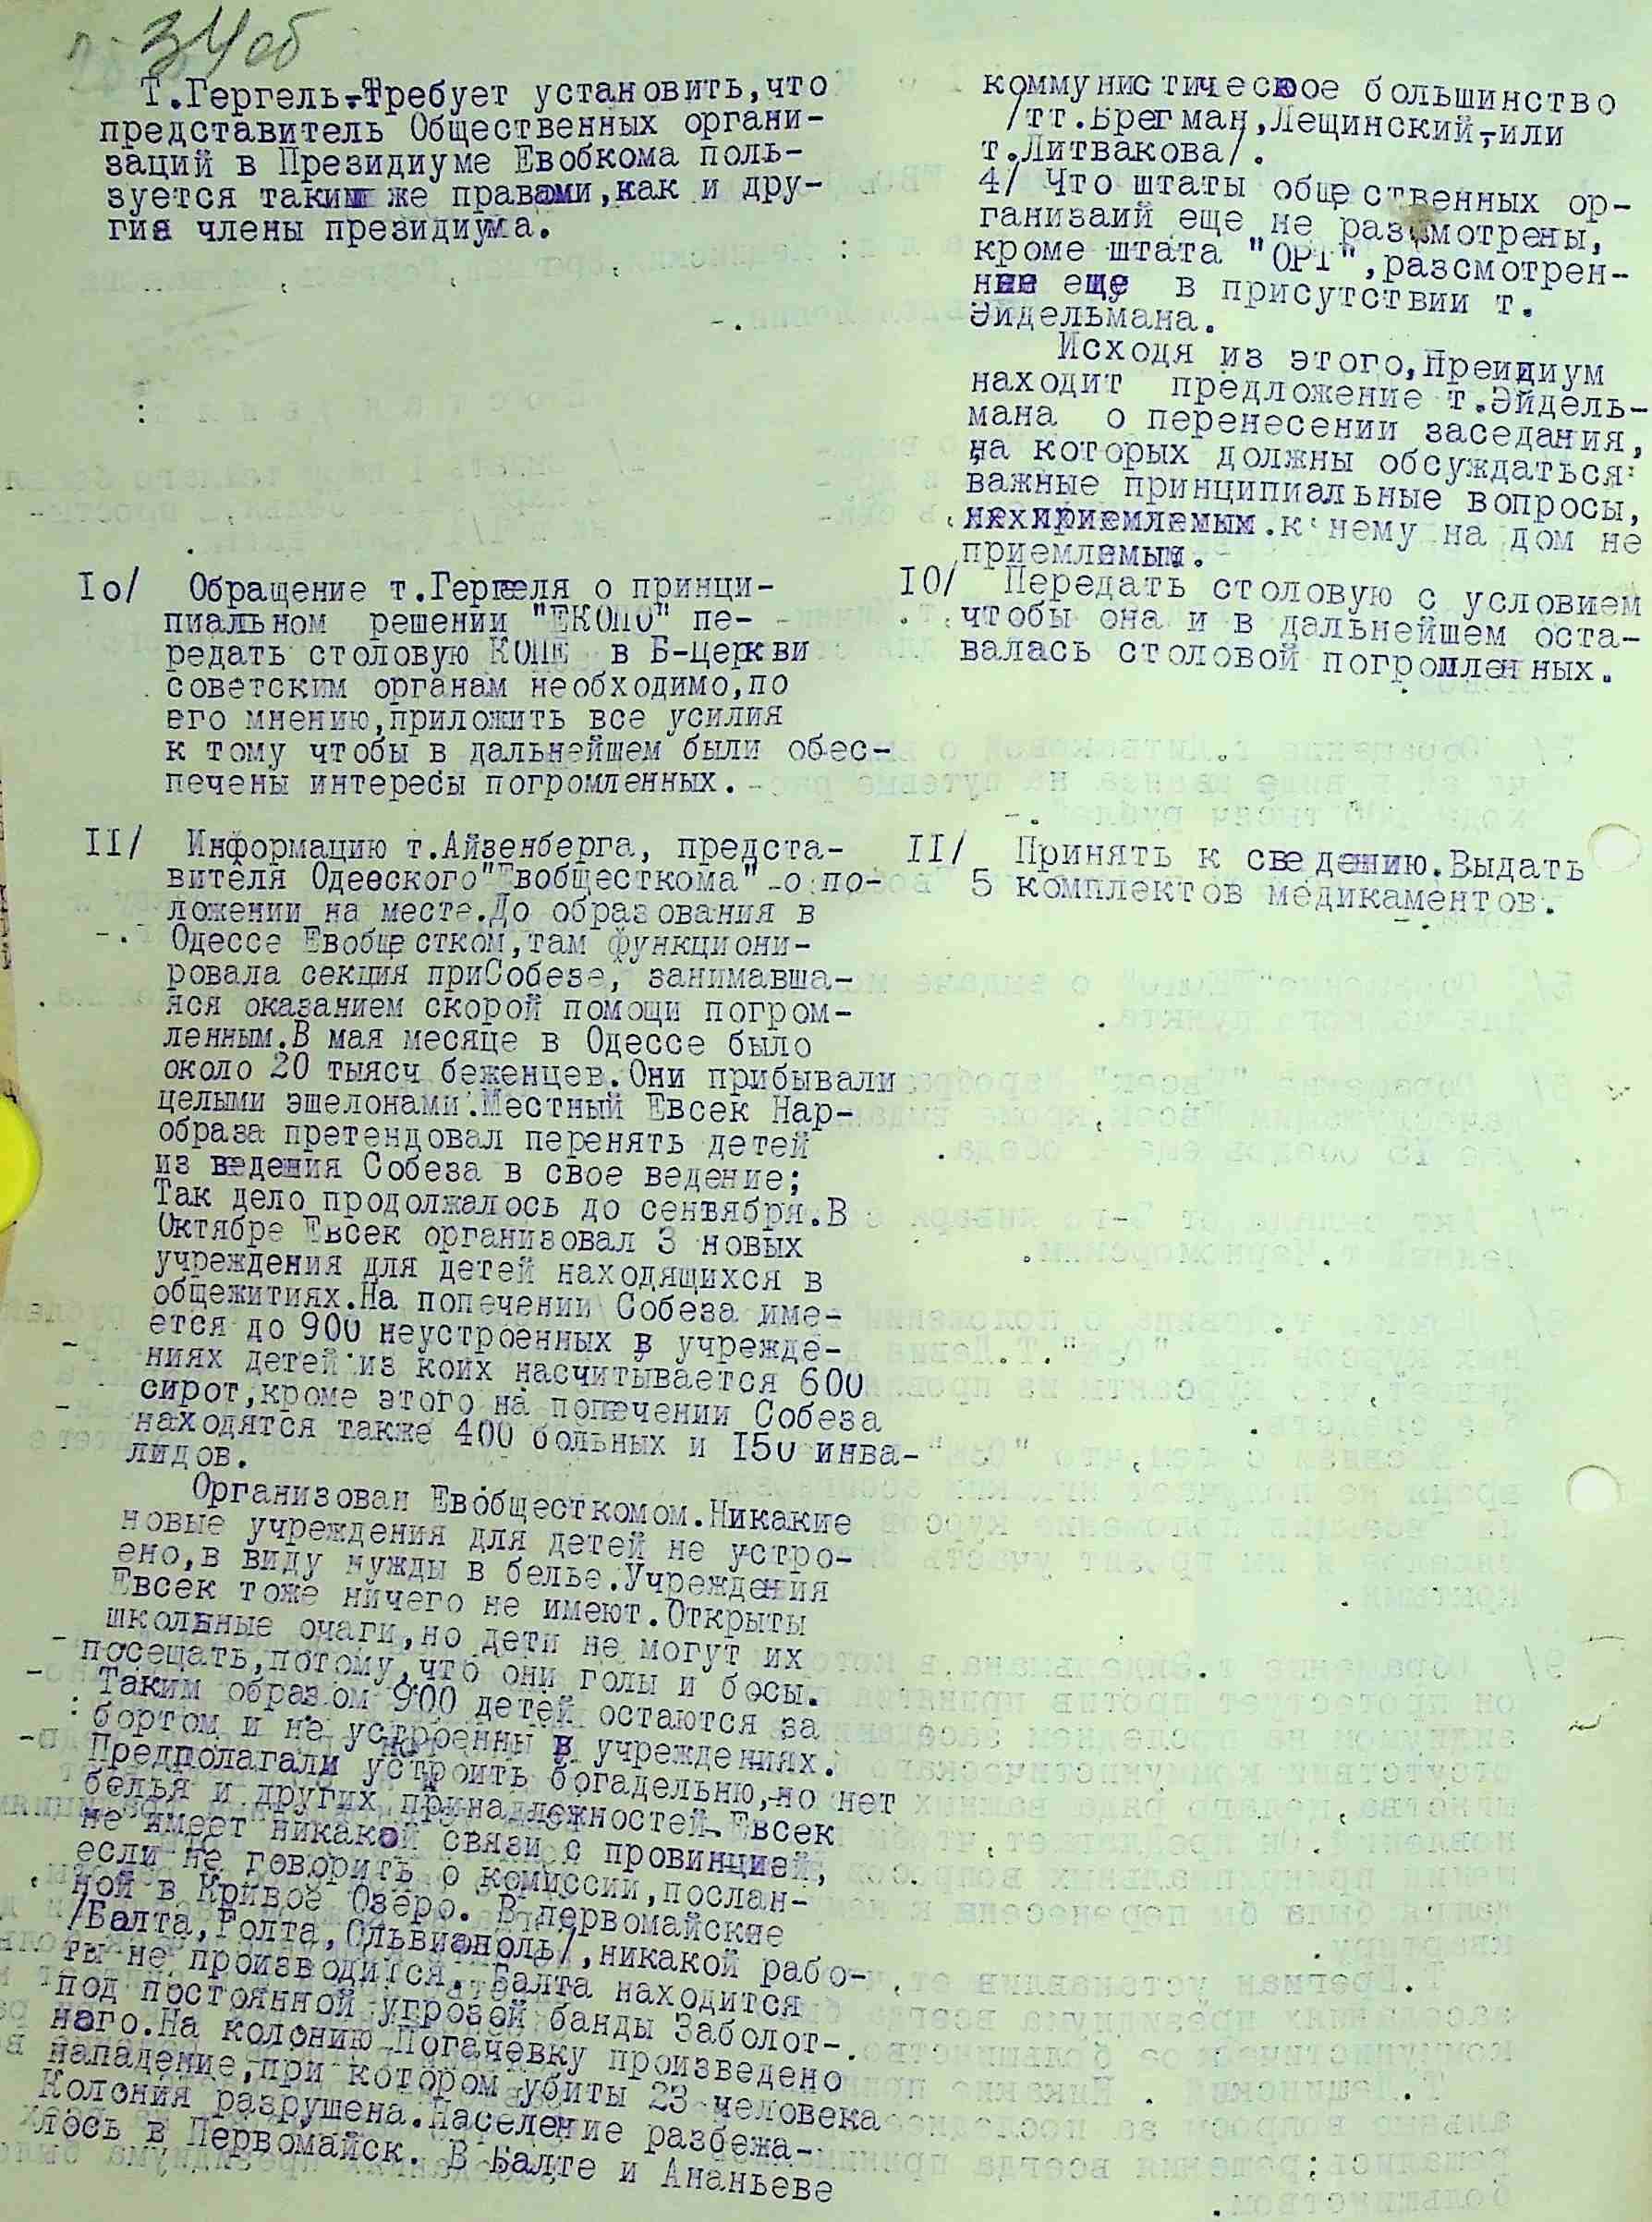 34об
Т.Гергель-Требует установить,что
представитель Общественных органи-
заций в Президиуме Евобкома поль-
зуется таким же правами,как и дру-
гие члены президиума.
коммунистическое большинство
/тт.Брегман,Лещинский,-или
т.Литвакова/.
4/ Что штаты общественных ор-
ганизаий еще не разсмотрены,
кроме штата "ОРТ",разсмотрен-
нее еще в присутствии т.
Эйдельмана.
Исходя из этого,Преидиум
находит предложение т.Эйдель-
мана о перенесении заседания,
на которых должны обсуждаться
важные принципиальные вопросы,
к нему на дом не
приемлемым.
Iо/ Обращение т.Гергеля о принци-
пиальном решении "ЕКОПО" пе-
редать столовую КОПЕ в Б-Церкви
советским органам необходимо,по
его мнению,приложить все усилия
к тому чтобы в дальнейшем были обес-
печены интересы погромленных.-
I0/ Передать столовую с условием
чтобы она и в дальнейшем оста-
валась столовой погромленных.
II/ Информацию т.Айзенберга, предста-
вителя Одесского"Евобщесткома" -о по-
ложении на месте.До образования в
Одессе Евобщестком,там функциони-
ровала секция приСобезе, занимавша-
яся оказанием скорой помощи погром-
ленным.В мая месяце в Одессе было
около 20 тыясч беженцев.Они прибывали
целыми эшелонами.Местный Евсек Нар-
образа претендовал перенять детей
из ведения Собеза в свое ведение;
Так дело продолжалось до сентября.В
Октябре Евсек организовал 3 новых
учреждения для детей находящихся в
общежитиях.На попечении Собеза име-
ется до 900 неустроенных в учрежде-
ниях детей из коих насчитывается 600
сирот,кроме этого на попечении Собеза
находятся также 400 больных и I50 инва-
лидов.
Организован Евобщесткомом.Никакие
новые учреждения для детей не устро-
ено,в виду нужды в белье.Учреждения
Евсек тоже ничего не имеют.Открыты
школьные очаги,но дети не могут их
посещать,потому,что они голы и босы.
Таким образом 900 детей остаются за
бортом и не устроенны в учреждениях.
Предполагали устроить богадельню,-но нет
белья и других принадлежностей.Евсек
не имеет никакой связи с провинцией,
если не говорить о комиссии,послан-
ной в Кривое Озеро. В первомайские
/Балта,Голта,Ольвиополь/,никакой рабо-
ты не производится. Балта находится
под постоянной угрозой банды Заболот-
ного.На колонию Погачевку произведено
нападение,при котором убиты 23 человека
Колония разрушена.Население разбежа-
лось в Первомайск. В Балте и Ананьеве
II/ Принять к сведению.Выдать
5 комплектов медикаментов.